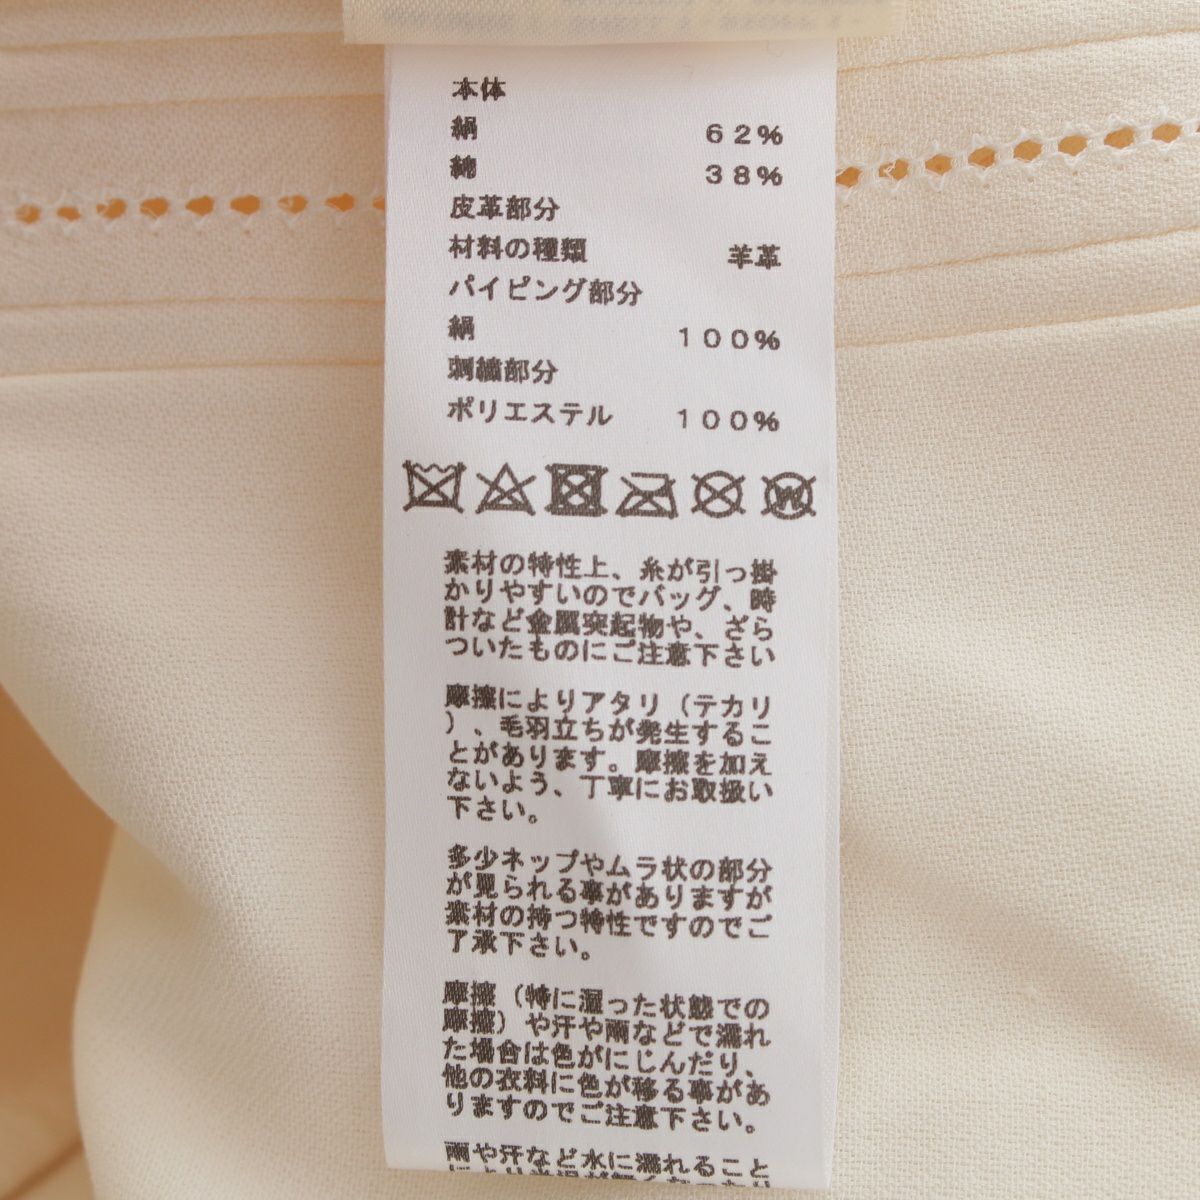 本体
絹 62%
綿 38%
皮革部分
材料の種類 羊革
パイピング部分
絹 100%
刺繍部分
ポリエステル 100%
W
素材の特性上、糸が引っ掛
かりやすいのでバッグ、時
計など金属突起物や、ざら
ついたものにご注意下さい
摩擦によりアタリ（テカリ
）、毛羽立ちが発生するこ
とがあります。摩擦を加え
ないよう、丁寧にお取扱い
下さい。
多少ネップやムラ状の部分
が見られる事がありますが
素材の持つ特性ですのでご
了承下さい。
摩擦（特に湿った状態での
摩擦）や汗や雨などで濡れ
た場合は色がにじんだり、
他の衣料に色が移る事があ
りますのでご注意下さい。
雨や汗など水に濡れること